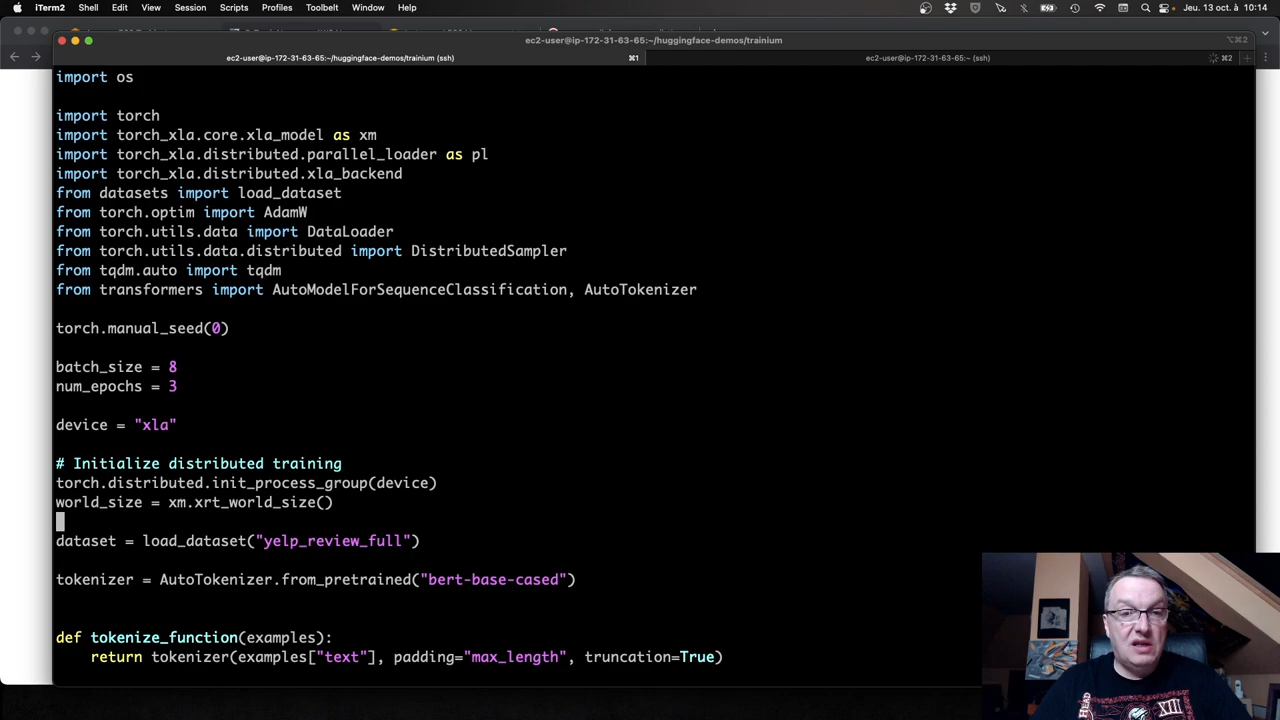 iTerm2 Shell Edit View Session Scripts Profiles Toolbelt Window Help
Jeu. 13 oct. à 10:14
ec2-user@ip-172-31-63-65:~/huggingface-demos/trainium
⌥⌘2
ec2-user@ip-172-31-63-65:~/huggingface-demos/trainium (ssh) ⌘1
ec2-user@ip-172-31-63-65:~ (ssh) ⌘2
import os
import torch
import torch_xla.core.xla_model as xm
import torch_xla.distributed.parallel_loader as pl
import torch_xla.distributed.xla_backend
from datasets import load_dataset
from torch.optim import AdamW
from torch.utils.data import DataLoader
from torch.utils.data.distributed import DistributedSampler
from tqdm.auto import tqdm
from transformers import AutoModelForSequenceClassification, AutoTokenizer
torch.manual_seed(0)
batch_size = 8
num_epochs = 3
device = "xla"
# Initialize distributed training
torch.distributed.init_process_group(device)
world_size = xm.xrt_world_size()
dataset = load_dataset("yelp_review_full")
tokenizer = AutoTokenizer.from_pretrained("bert-base-cased")
def tokenize_function(examples):
return tokenizer(examples["text"], padding="max_length", truncation=True)
HEAD
XIII